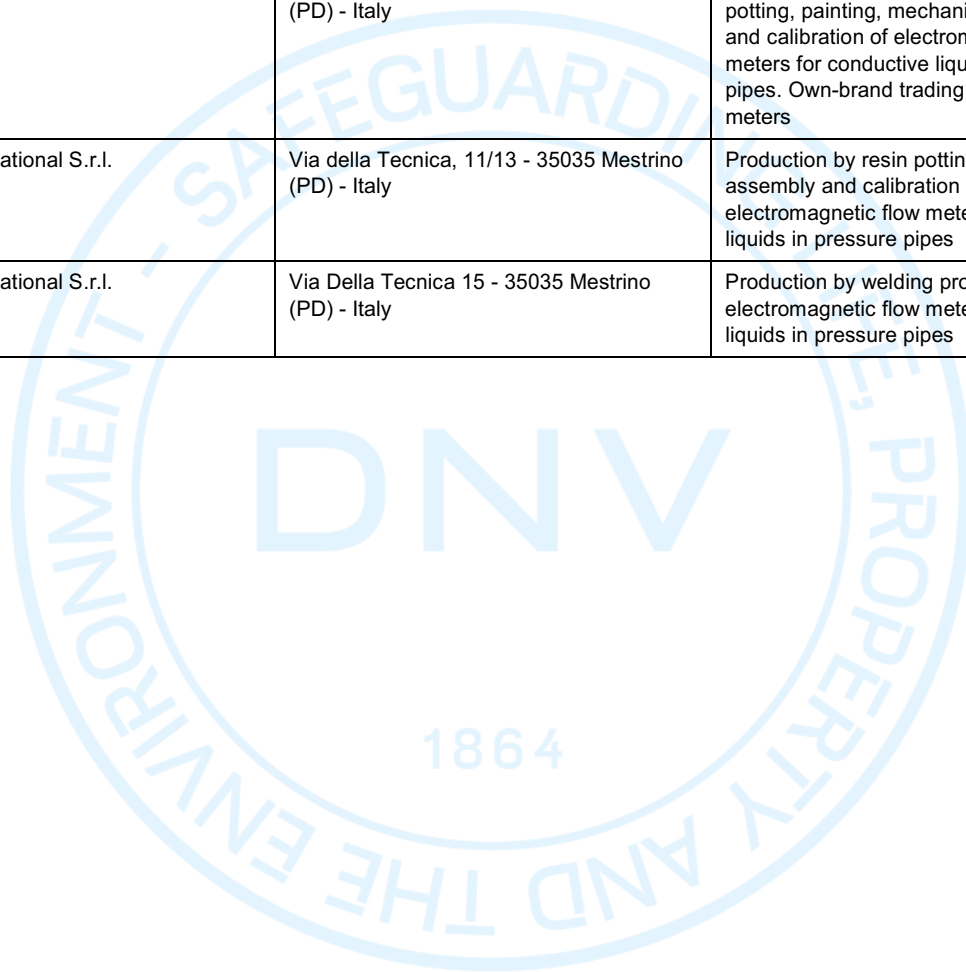 (PD) - Italy
potting, painting, mechani
and calibration of electrom
meters for conductive liqu
pipes. Own-brand trading
meters
ational S.r.l.
Via della Tecnica, 11/13 - 35035 Mestrino
(PD) - Italy
Production by resin pottin
assembly and calibration
electromagnetic flow mete
liquids in pressure pipes
ational S.r.l.
Via Della Tecnica 15 - 35035 Mestrino
(PD) - Italy
Production by welding pro
electromagnetic flow mete
liquids in pressure pipes
SAFEGUARDING LIFE, PROPERTY AND THE ENVIRONMENT -
DNV
1864